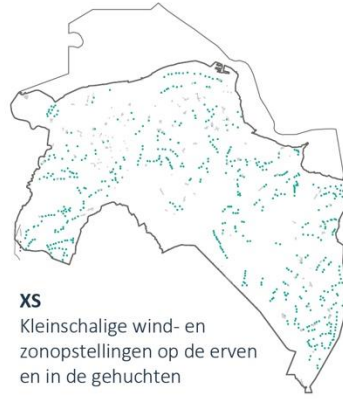 XS
Kleinschalige wind- en
zonopstellingen op de erven
en in de gehuchten